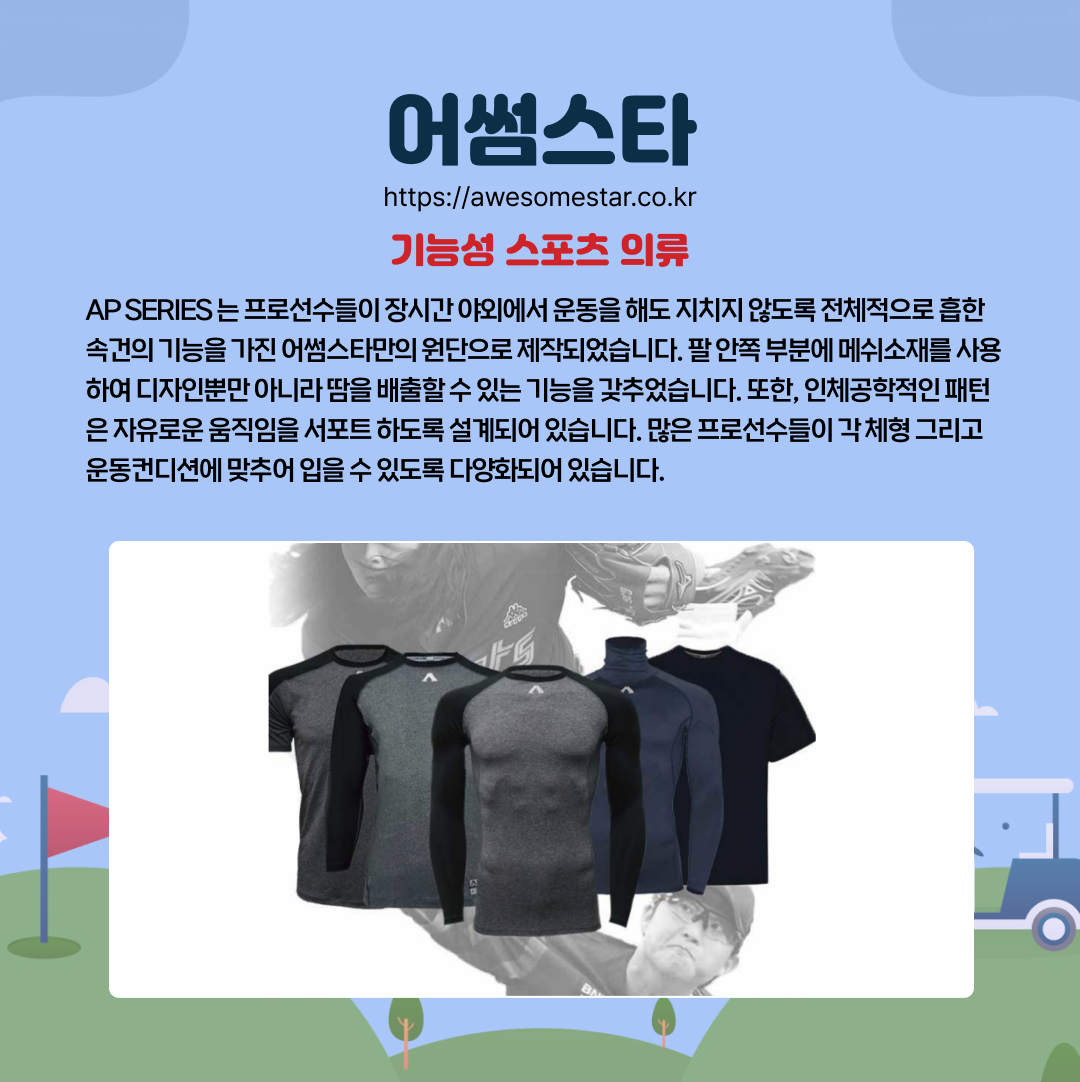 어썸스타
https://awesomestar.co.kr
기능성 스포츠 의류
AP SERIES 는 프로선수들이 장시간 야외에서 운동을 해도 지치지 않도록 전체적으로 흡한
속건의 기능을 가진 어썸스타만의 원단으로 제작되었습니다. 팔 안쪽 부분에 메쉬소재를 사용
하여 디자인뿐만 아니라 땀을 배출할 수 있는 기능을 갖추었습니다. 또한, 인체공학적인 패턴
은 자유로운 움직임을 서포트 하도록 설계되어 있습니다. 많은 프로선수들이 각 체형 그리고
운동컨디션에 맞추어 입을 수 있도록 다양화되어 있습니다.